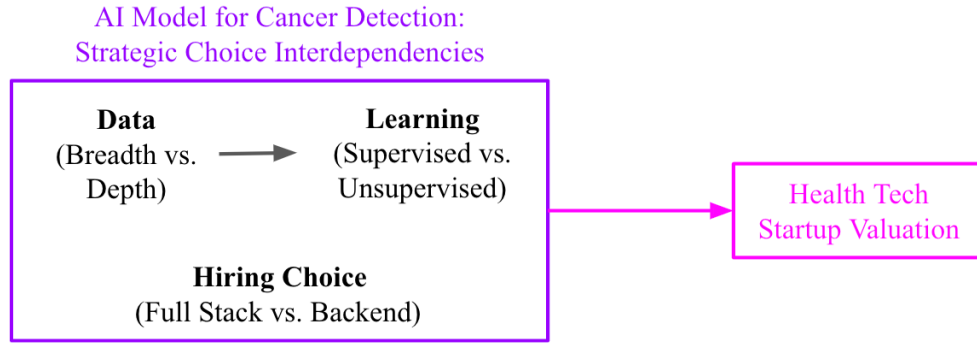 AI Model for Cancer Detection:
Strategic Choice Interdependencies
Data
(Breadth vs.
Depth)
Learning
(Supervised vs.
Unsupervised)
Hiring Choice
(Full Stack vs. Backend)
Health Tech
Startup Valuation